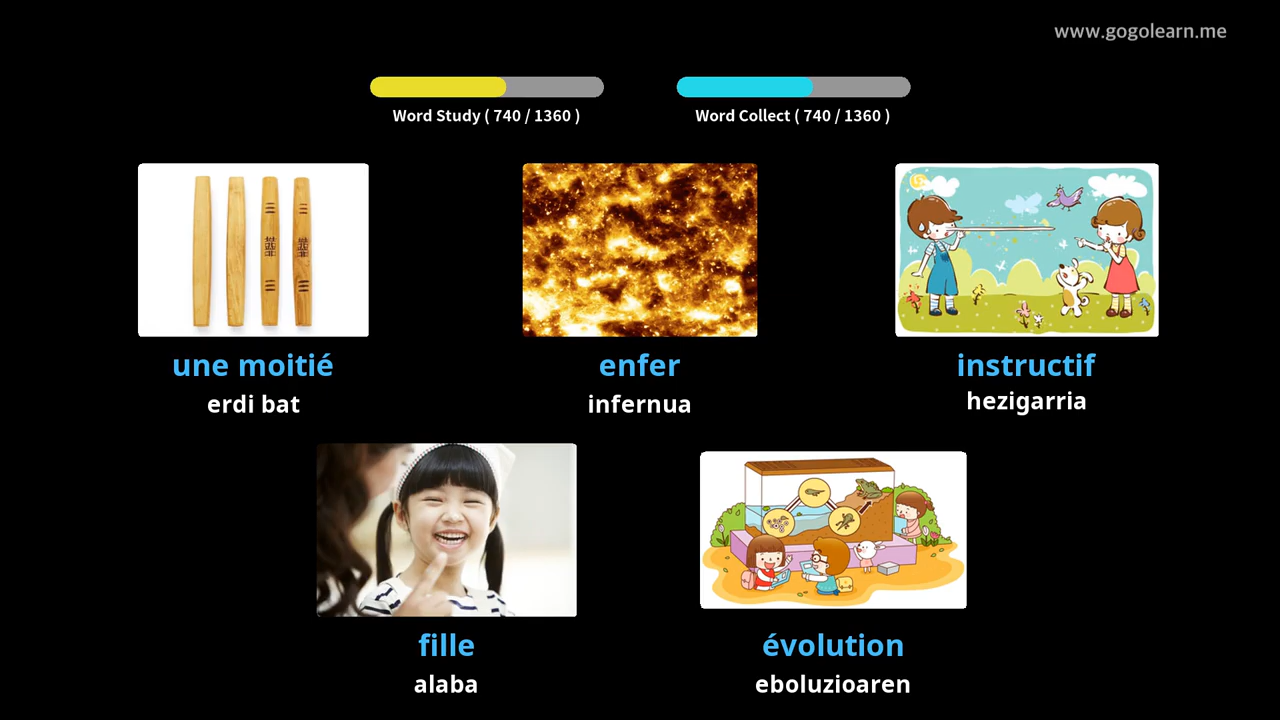 www.gogolearn.me
Word Study ( 740 / 1360 )
Word Collect ( 740 / 1360 )
une moitié
erdi bat
enfer
infernua
instructif
hezigarria
fille
alaba
évolution
eboluzioaren